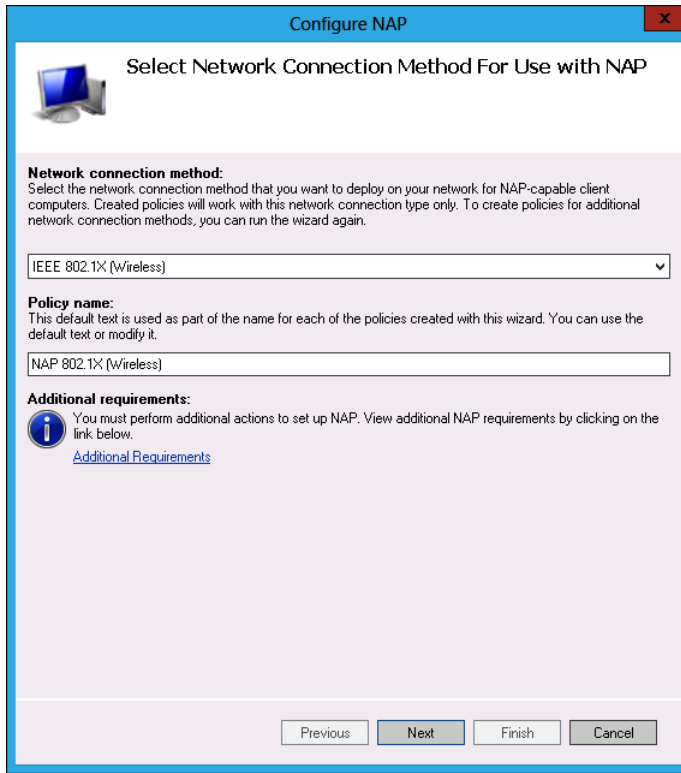 Configure NAP
x
Select Network Connection Method For Use with NAP
Network connection method:
Select the network connection method that you want to deploy on your network for NAP-capable client
computers. Created policies will work with this network connection type only. To create policies for additional
network connection methods, you can run the wizard again.
IEEE 802.1X (Wireless)
Policy name:
This default text is used as part of the name for each of the policies created with this wizard. You can use the
default text or modify it.
NAP 802.1X (Wireless)
Additional requirements:
You must perform additional actions to set up NAP. View additional NAP requirements by clicking on the
link below.
Additional Requirements
Previous Next Finish Cancel